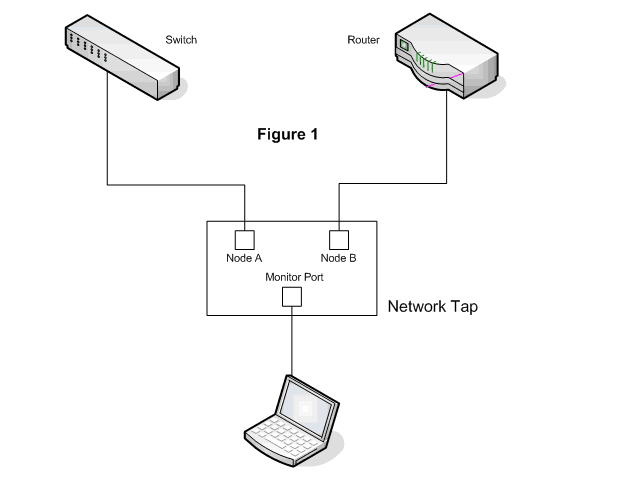 Switch
Router
Figure 1
Node A
Node B
Monitor Port
Network Tap